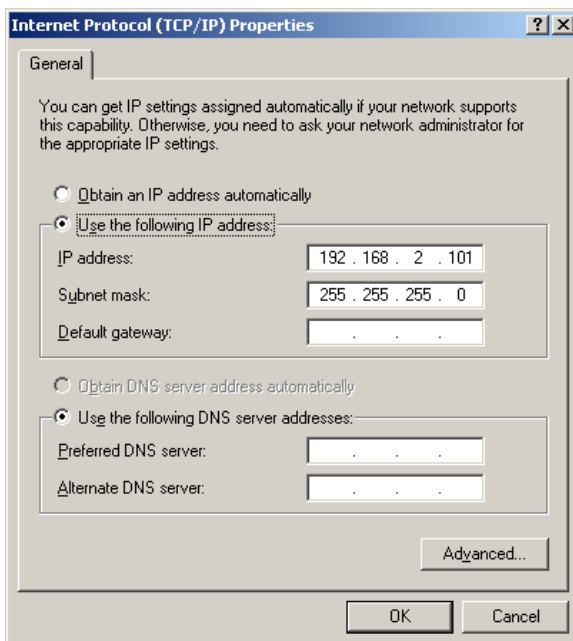 Internet Protocol (TCP/IP) Properties
General
You can get IP settings assigned automatically if your network supports
this capability. Otherwise, you need to ask your network administrator for
the appropriate IP settings.
Obtain an IP address automatically
Use the following IP address:
IP address: 192 . 168 . 2 . 101
Subnet mask: 255 . 255 . 255 . 0
Default gateway: . . .
Obtain DNS server address automatically
Use the following DNS server addresses:
Preferred DNS server: . . .
Alternate DNS server: . . .
Advanced...
OK Cancel